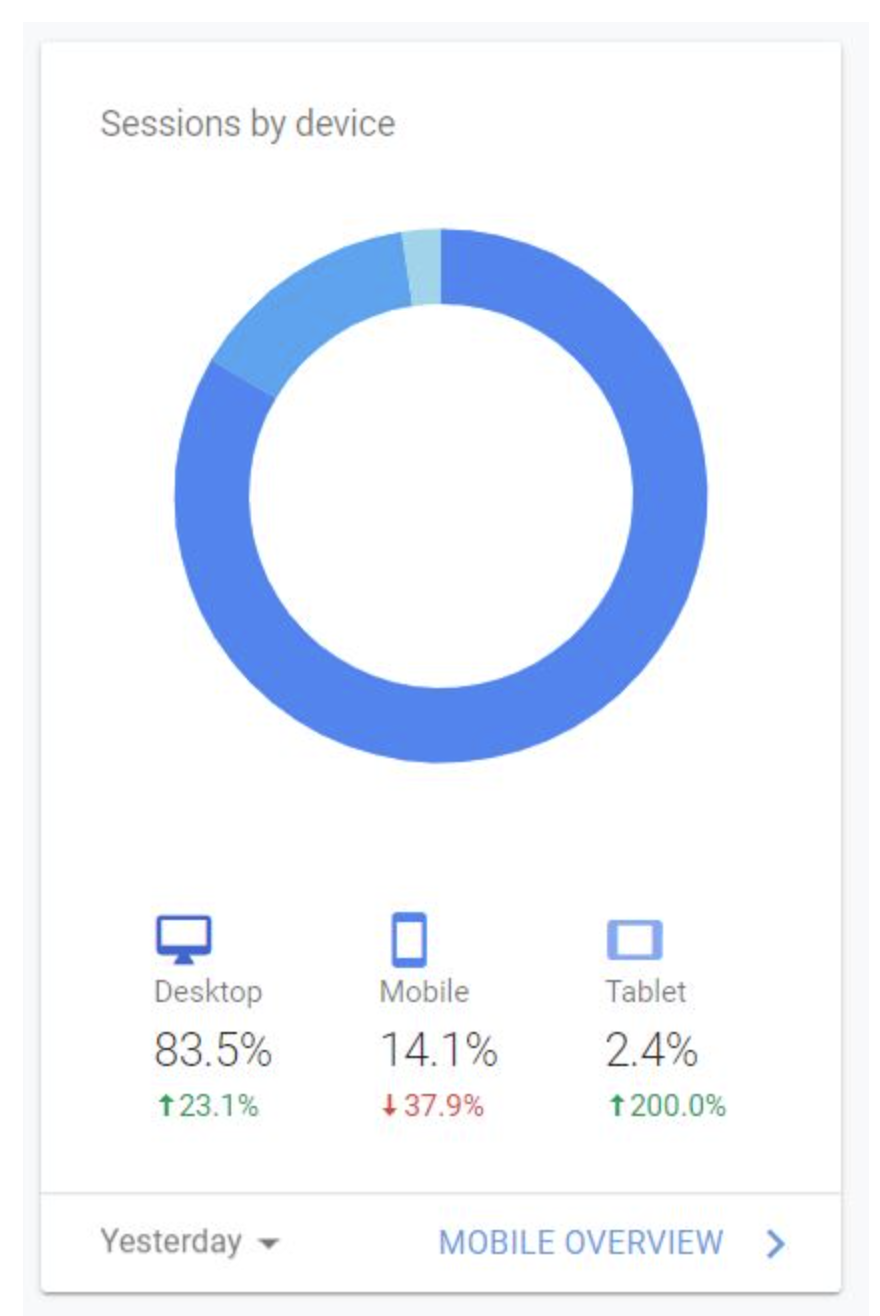 Sessions by device
Desktop Mobile Tablet
83.5% 14.1% 2.4%
↑23.1% ↓37.9% ↑200.0%
Yesterday MOBILE OVERVIEW